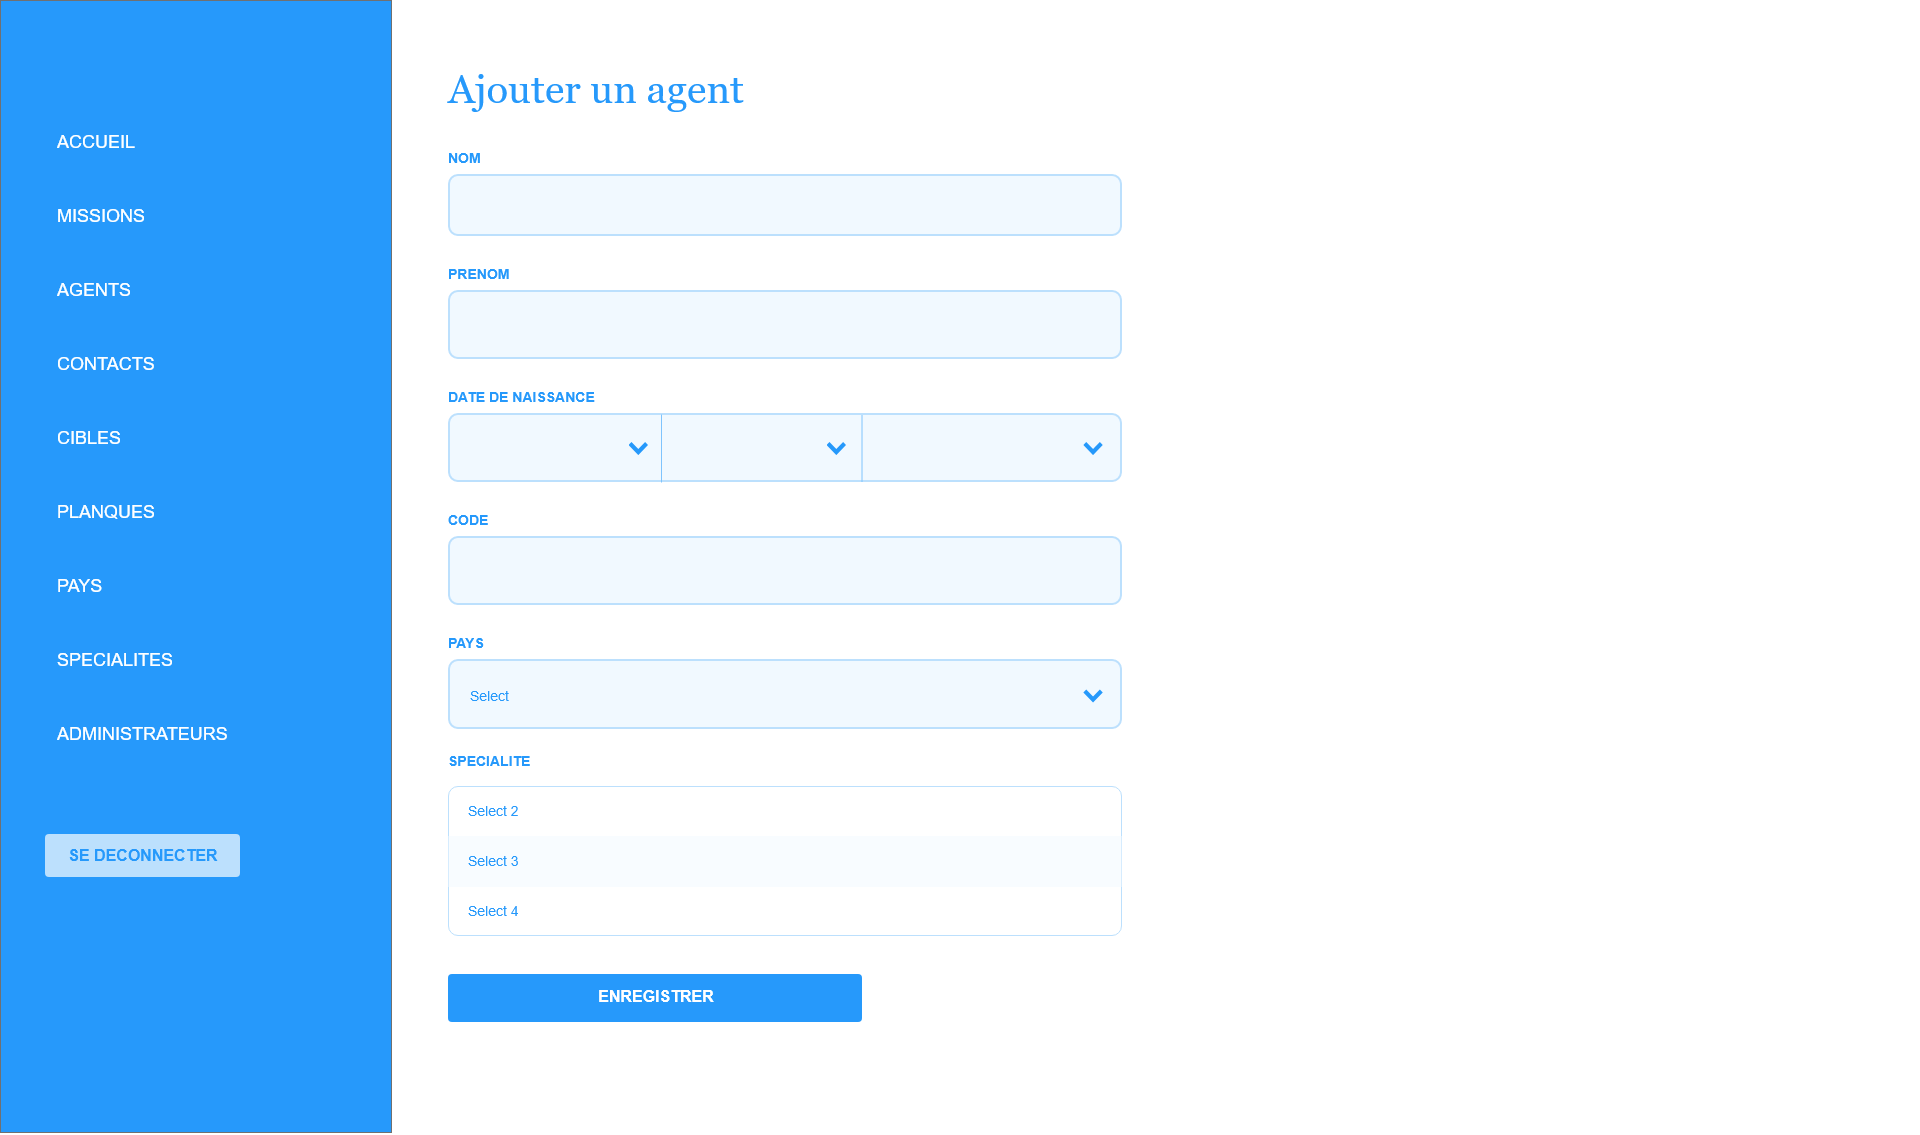 ACCUEIL
MISSIONS
AGENTS
CONTACTS
CIBLES
PLANQUES
PAYS
SPECIALITES
ADMINISTRATEURS
SE DECONNECTER
Ajouter un agent
NOM
PRENOM
DATE DE NAISSANCE
CODE
PAYS
Select
SPECIALITE
Select 2
Select 3
Select 4
ENREGISTRER